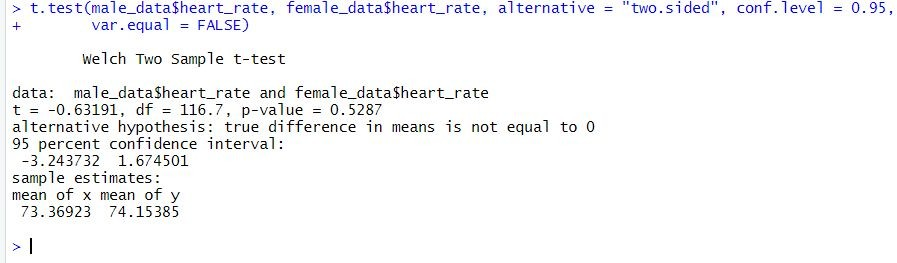 > t.test(male_data$heart_rate, female_data$heart_rate, alternative = "two.sided", conf.level = 0.95,
+        var.equal = FALSE)
        Welch Two Sample t-test
data:  male_data$heart_rate and female_data$heart_rate
t = -0.63191, df = 116.7, p-value = 0.5287
alternative hypothesis: true difference in means is not equal to 0
95 percent confidence interval:
 -3.243732  1.674501
sample estimates:
mean of x mean of y
 73.36923  74.15385
>